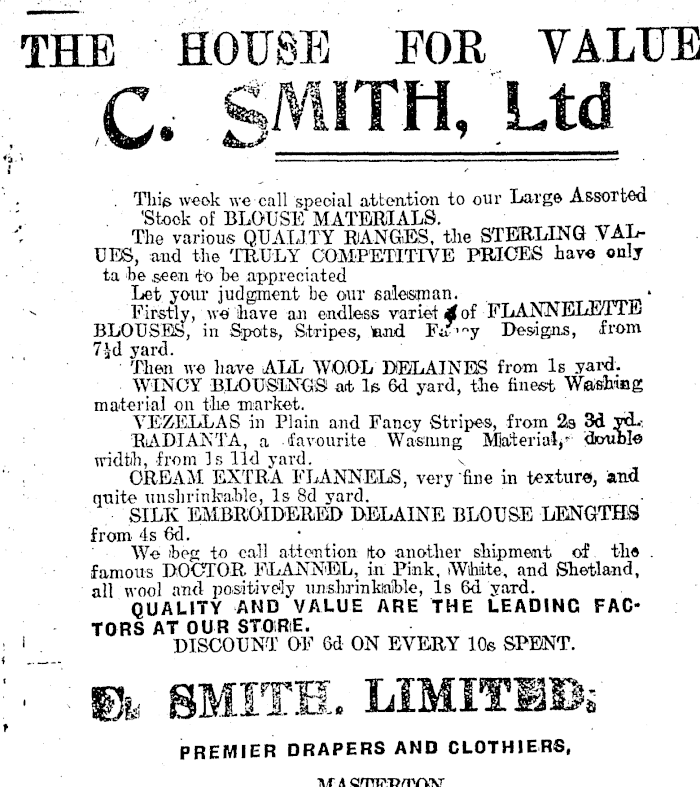 THE HOUSE FOR VALUE
C. SMITH, Ltd
This week we call special attention to our Large Assorted
Stock of BLOUSE MATERIALS.
The various QUALITY RANGES, the STERLING VAL-
UES, and the TRULY COMPETITIVE PRICES have only
ta be seen to be appreciated
Let your judgment be our salesman.
Firstly, we have an endless variet of FLANNELETTE
BLOUSES, in Spots, Stripes, and Fancy Designs, from
7½d yard.
Then we have ALL WOOL DELAINES from 1s yard.
WINCY BLOUSINGS at 1s 6d yard, the finest Washing
material on the market.
VEZELLAS in Plain and Fancy Stripes, from 2s 3d yd.
RADIANTA, a favourite Washing Material, double
width, from 1s 11d yard.
CREAM EXTRA FLANNELS, very fine in texture, and
quite unshrinkable, 1s 8d yard.
SILK EMBROIDERED DELAINE BLOUSE LENGTHS
from 4s 6d.
We beg to call attention to another shipment of the
famous DOCTOR FLANNEL, in Pink, White, and Shetland,
all wool and positively unshrinkable, 1s 6d yard.
QUALITY AND VALUE ARE THE LEADING FAC-
TORS AT OUR STORE.
DISCOUNT OF 6d ON EVERY 10s SPENT.
SMITH. LIMITED,
PREMIER DRAPERS AND CLOTHIERS,
MASTERTON